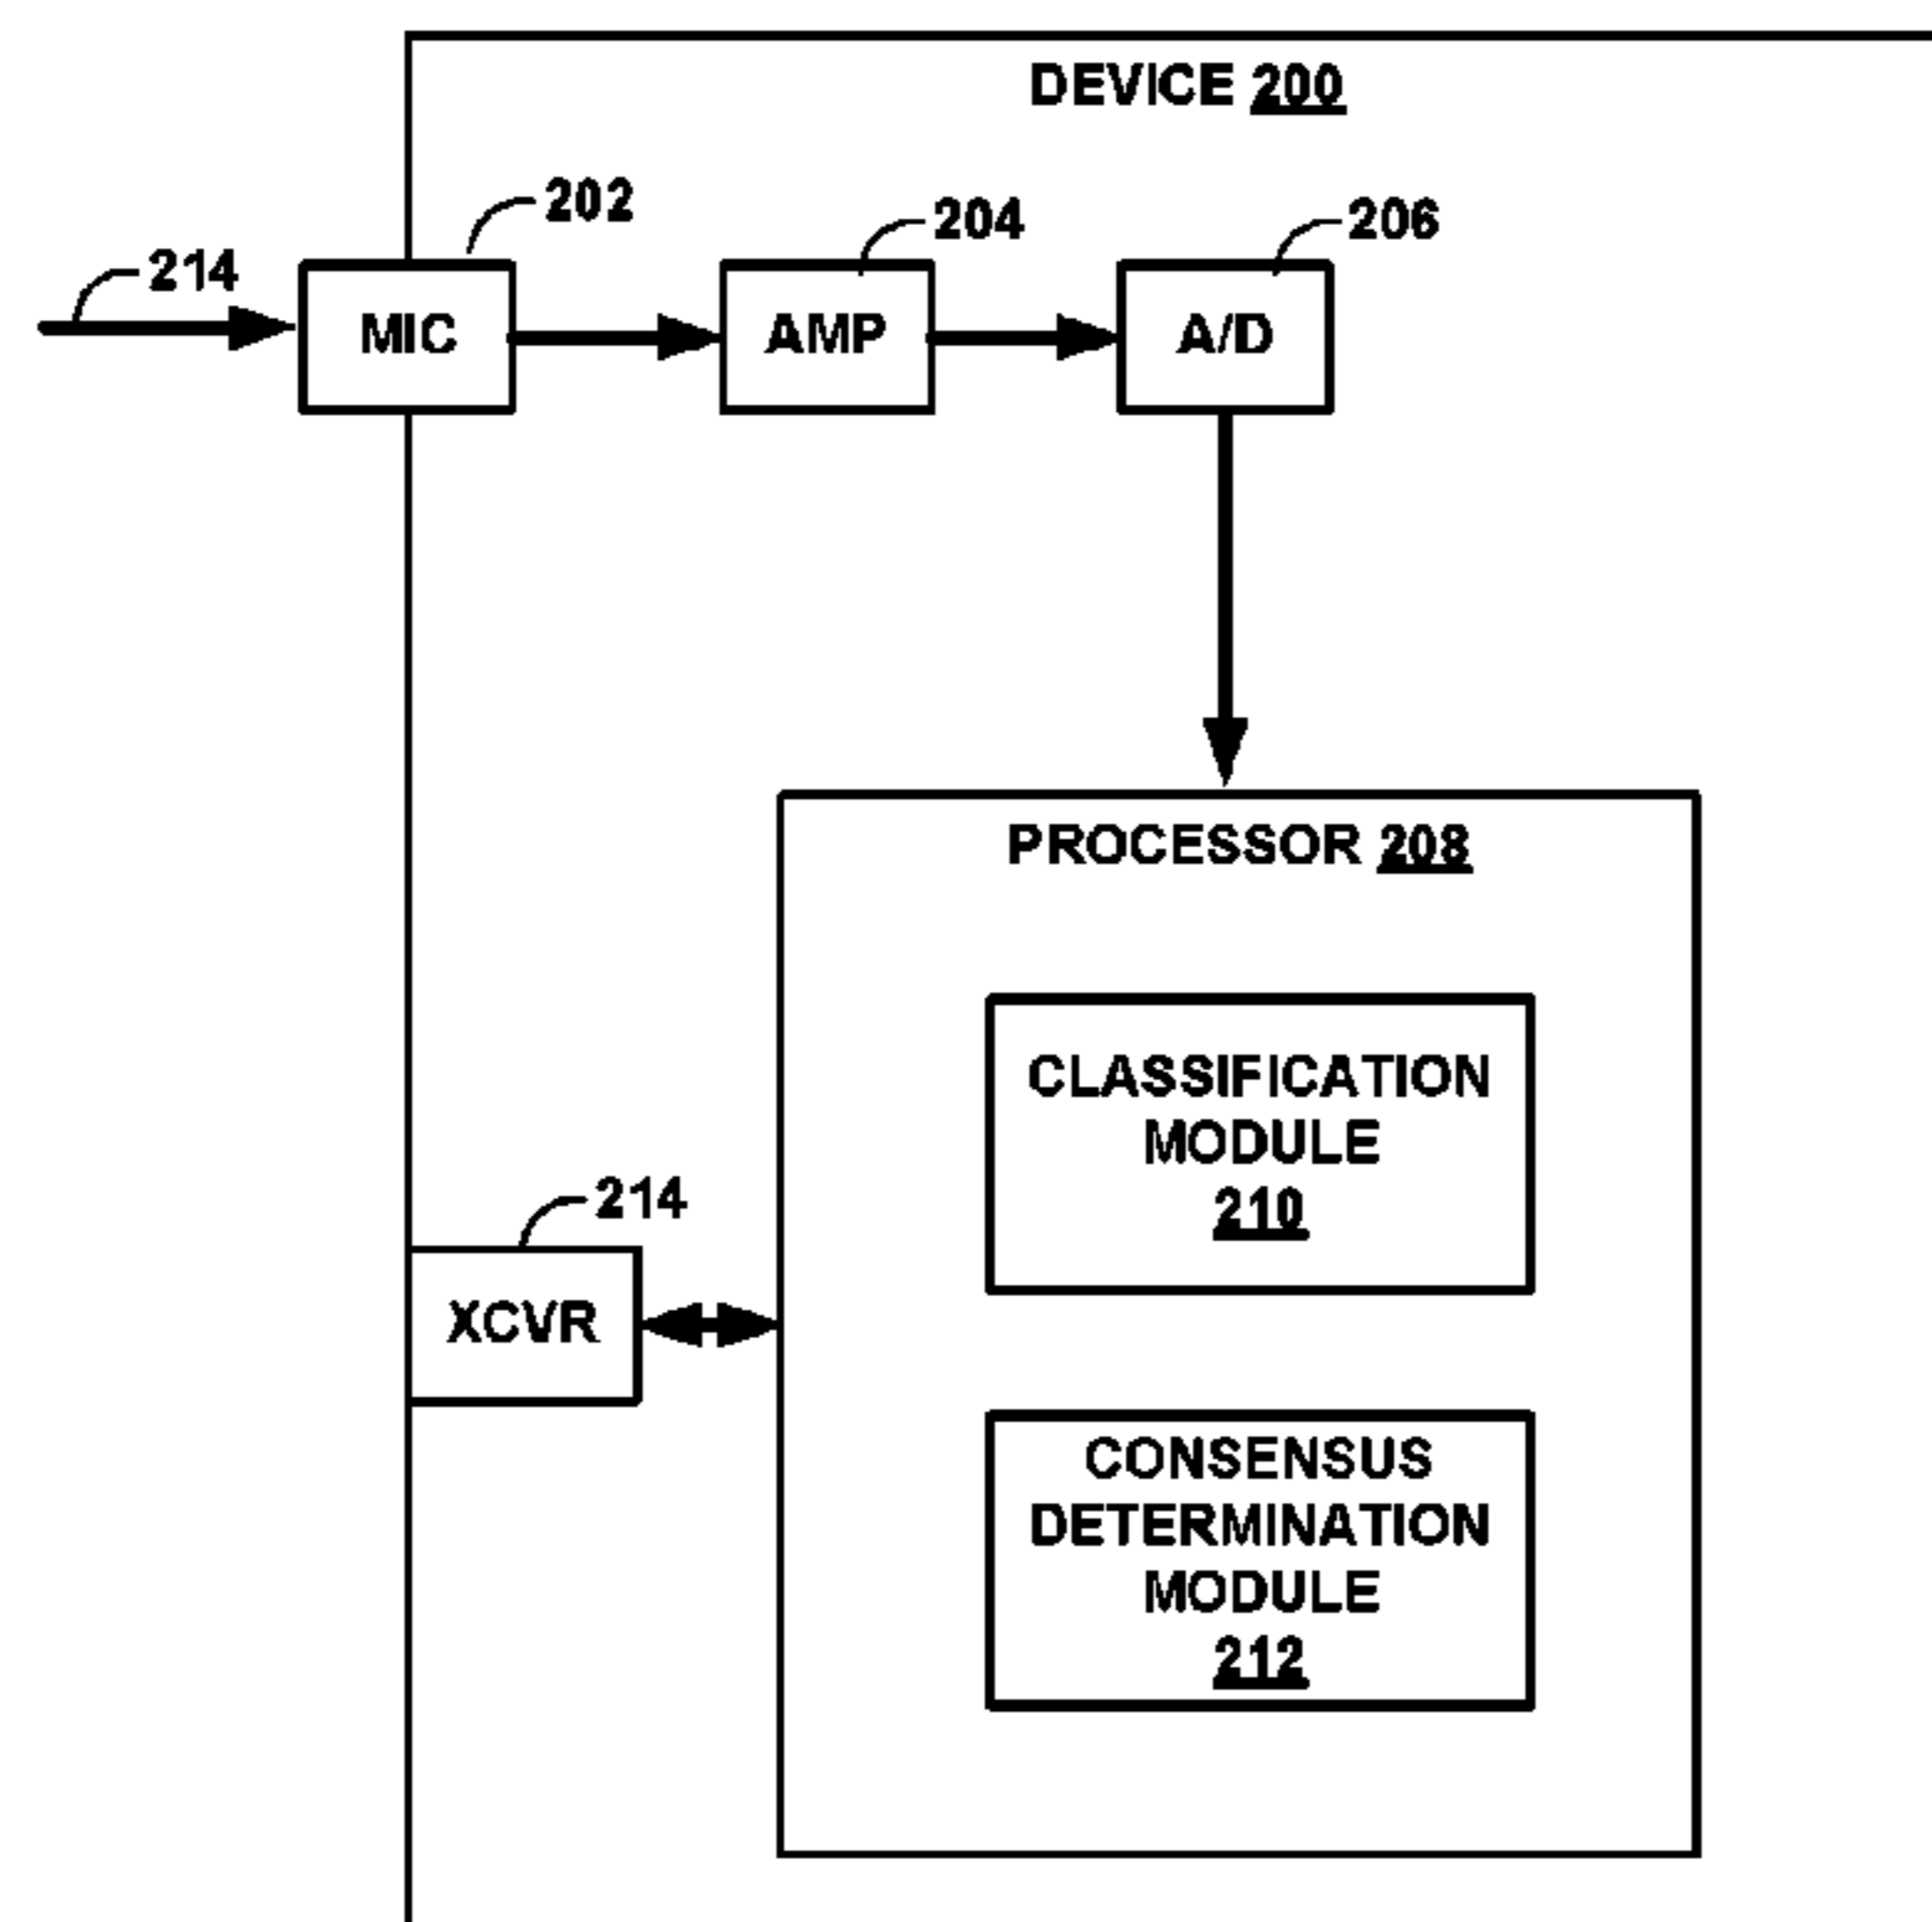 DEVICE 200
202
204
206
214
MIC
AMP
A/D
PROCESSOR 208
CLASSIFICATION
MODULE
210
214
XCVR
CONSENSUS
DETERMINATION
MODULE
212